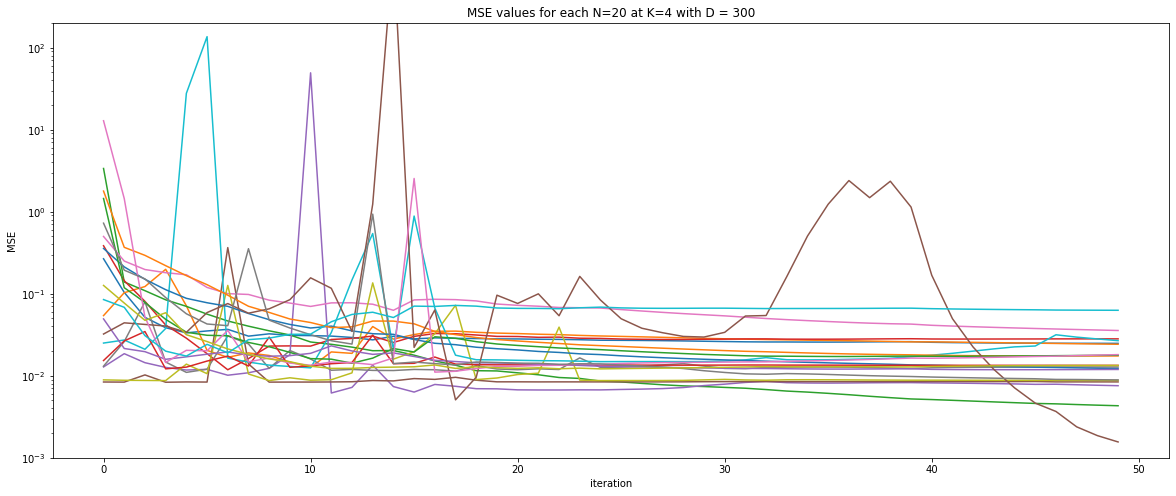 MSE values for each N=20 at K=4 with D = 300
10²
10¹
10⁰
10⁻¹
10⁻²
10⁻³
MSE
0 10 20 30 40 50
iteration